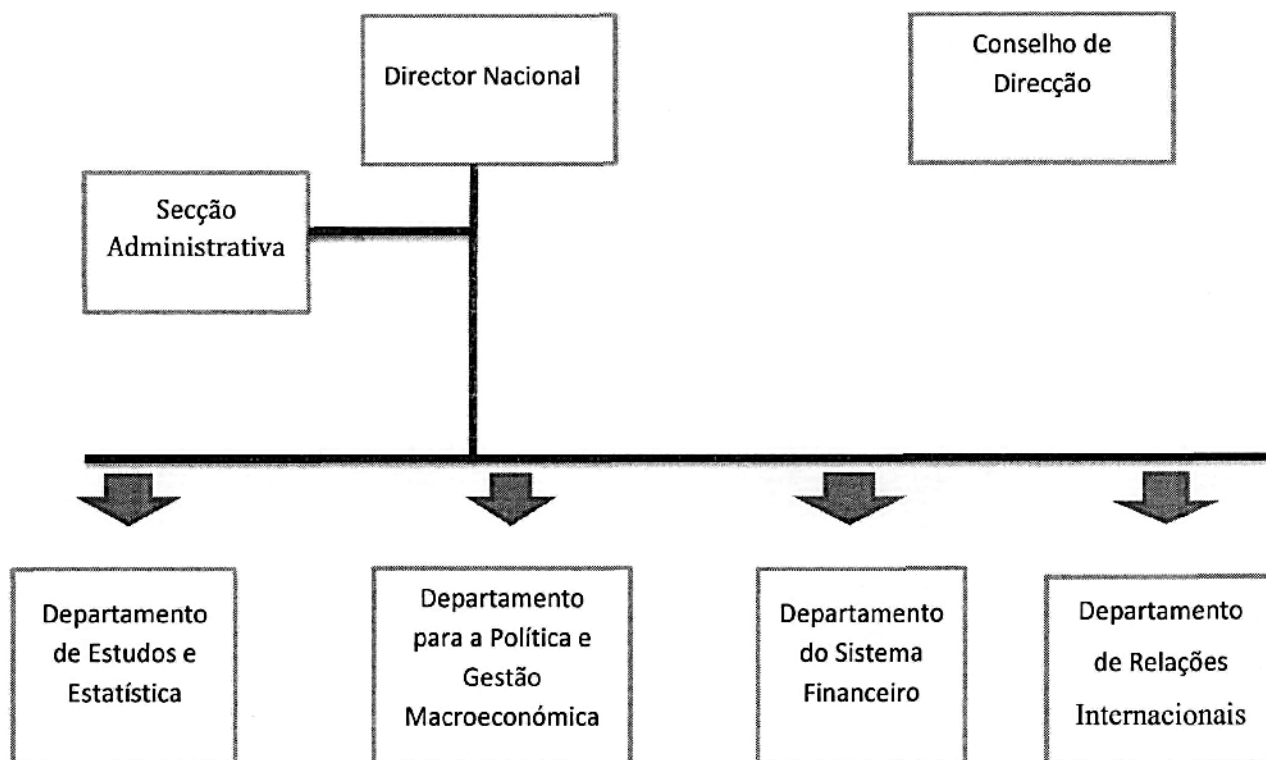 Director Nacional
Conselho de
Direcção
Secção
Administrativa
Departamento
de Estudos e
Estatística
Departamento
para a Política e
Gestão
Macroeconómica
Departamento
do Sistema
Financeiro
Departamento
de Relações
Internacionais